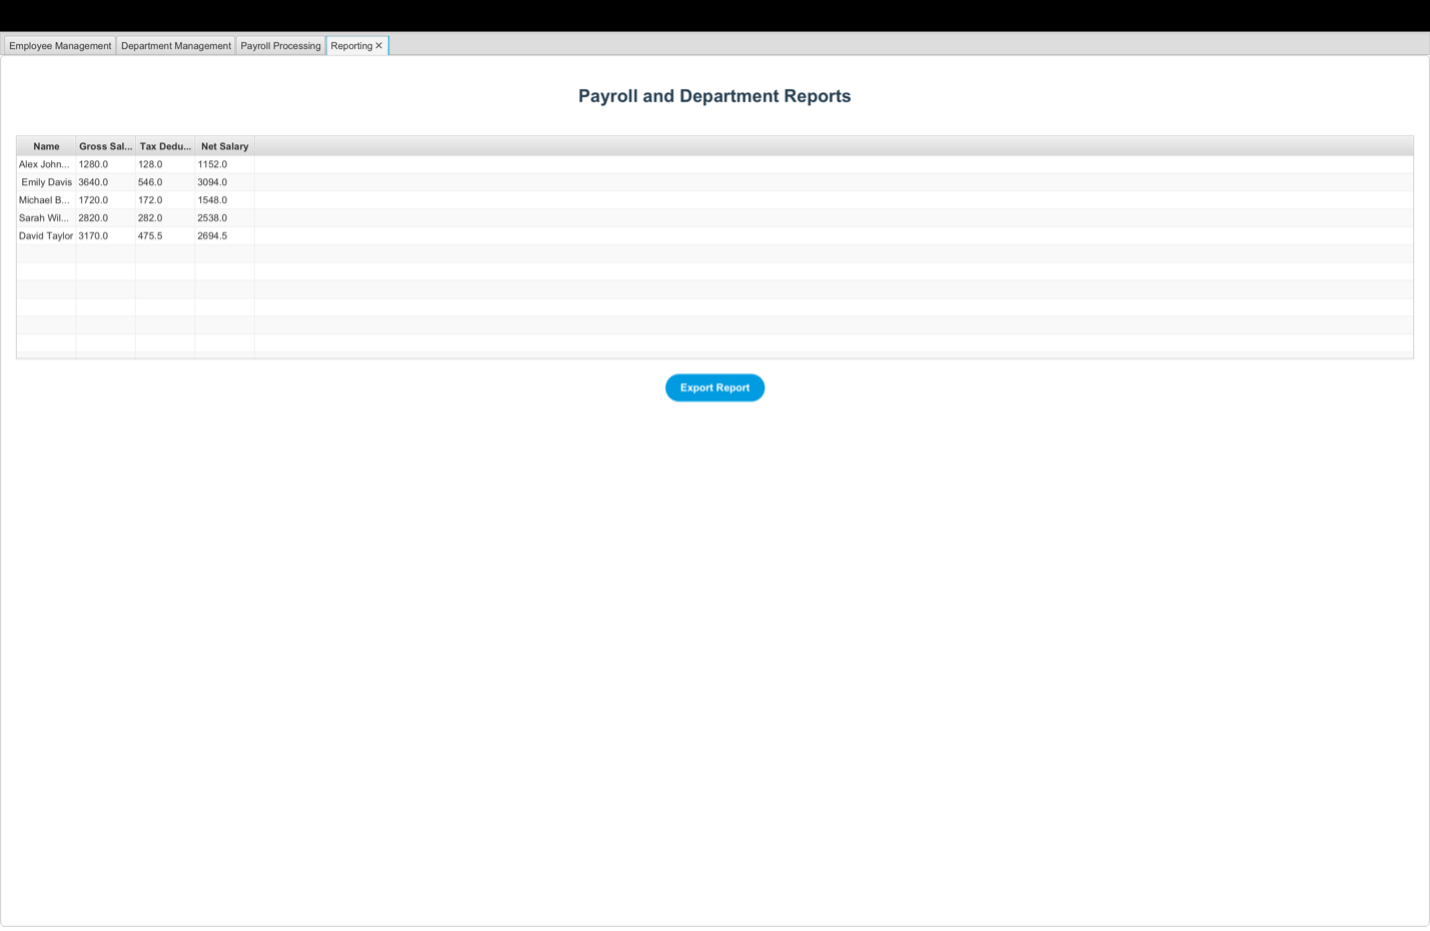 Employee Management Department Management Payroll Processing Reporting ✕
Payroll and Department Reports
Name Gross Sal... Tax Dedu... Net Salary
Alex John... 1280.0 128.0 1152.0
Emily Davis 3640.0 546.0 3094.0
Michael B... 1720.0 172.0 1548.0
Sarah Wil... 2820.0 282.0 2538.0
David Taylor 3170.0 475.5 2694.5
Export Report